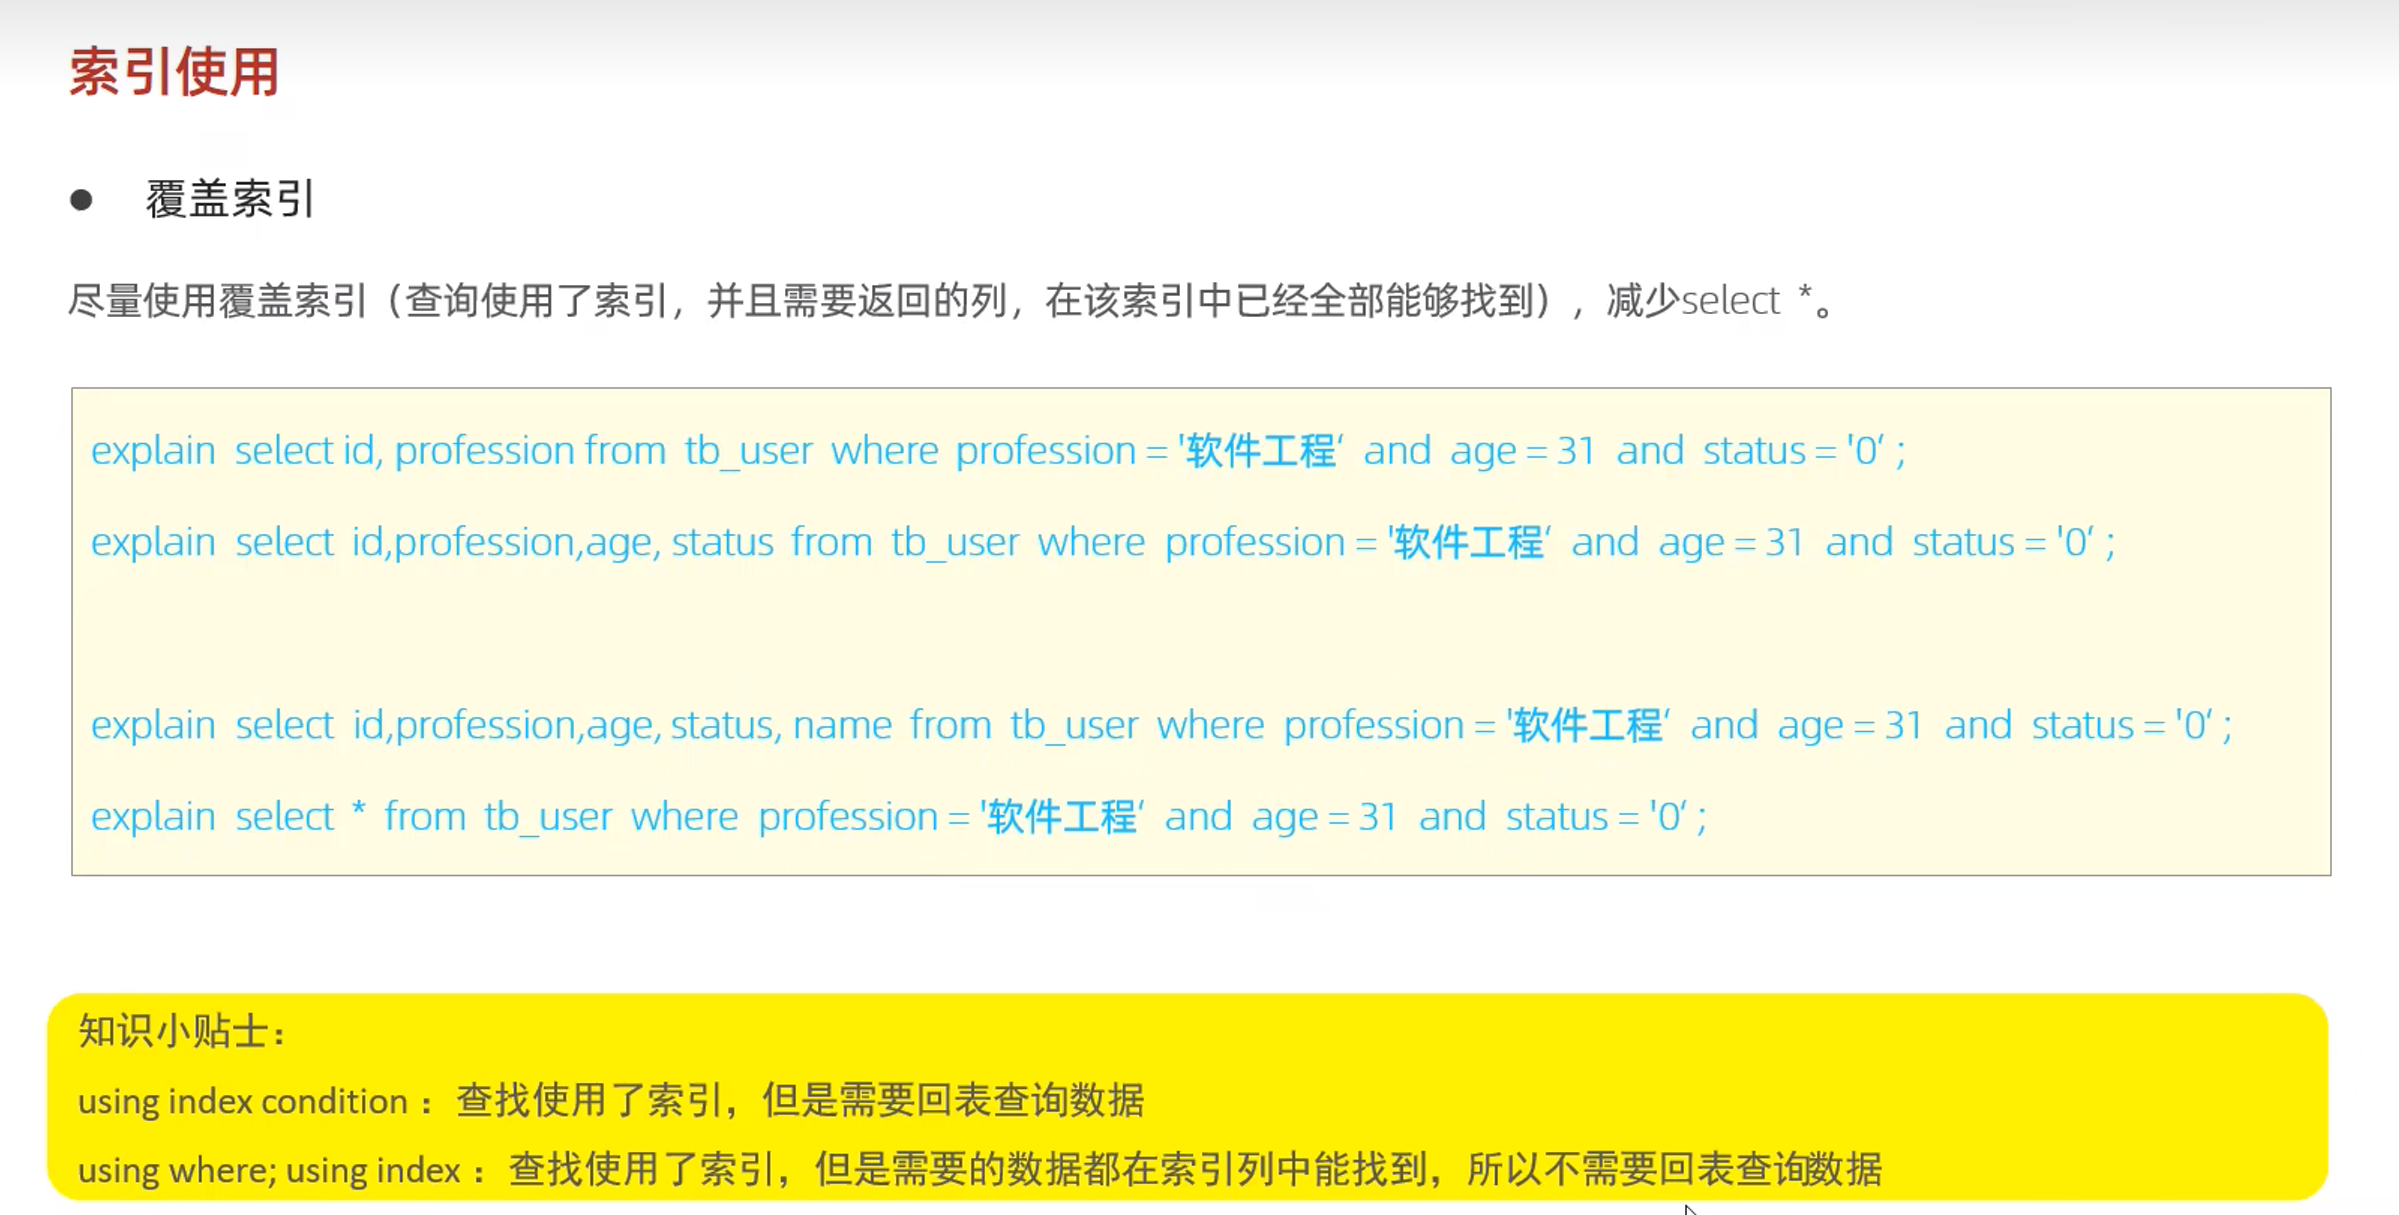 索引使用
● 覆盖索引
尽量使用覆盖索引（查询使用了索引，并且需要返回的列，在该索引中已经全部能够找到），减少select *。
explain select id, profession from tb_user where profession = '软件工程‘ and age = 31 and status = '0‘ ;
explain select id,profession,age, status from tb_user where profession = '软件工程‘ and age = 31 and status = '0‘ ;
explain select id,profession,age, status, name from tb_user where profession = '软件工程‘ and age = 31 and status = '0‘ ;
explain select * from tb_user where profession = '软件工程‘ and age = 31 and status = '0‘ ;
知识小贴士：
using index condition ：查找使用了索引，但是需要回表查询数据
using where; using index ：查找使用了索引，但是需要的数据都在索引列中能找到，所以不需要回表查询数据